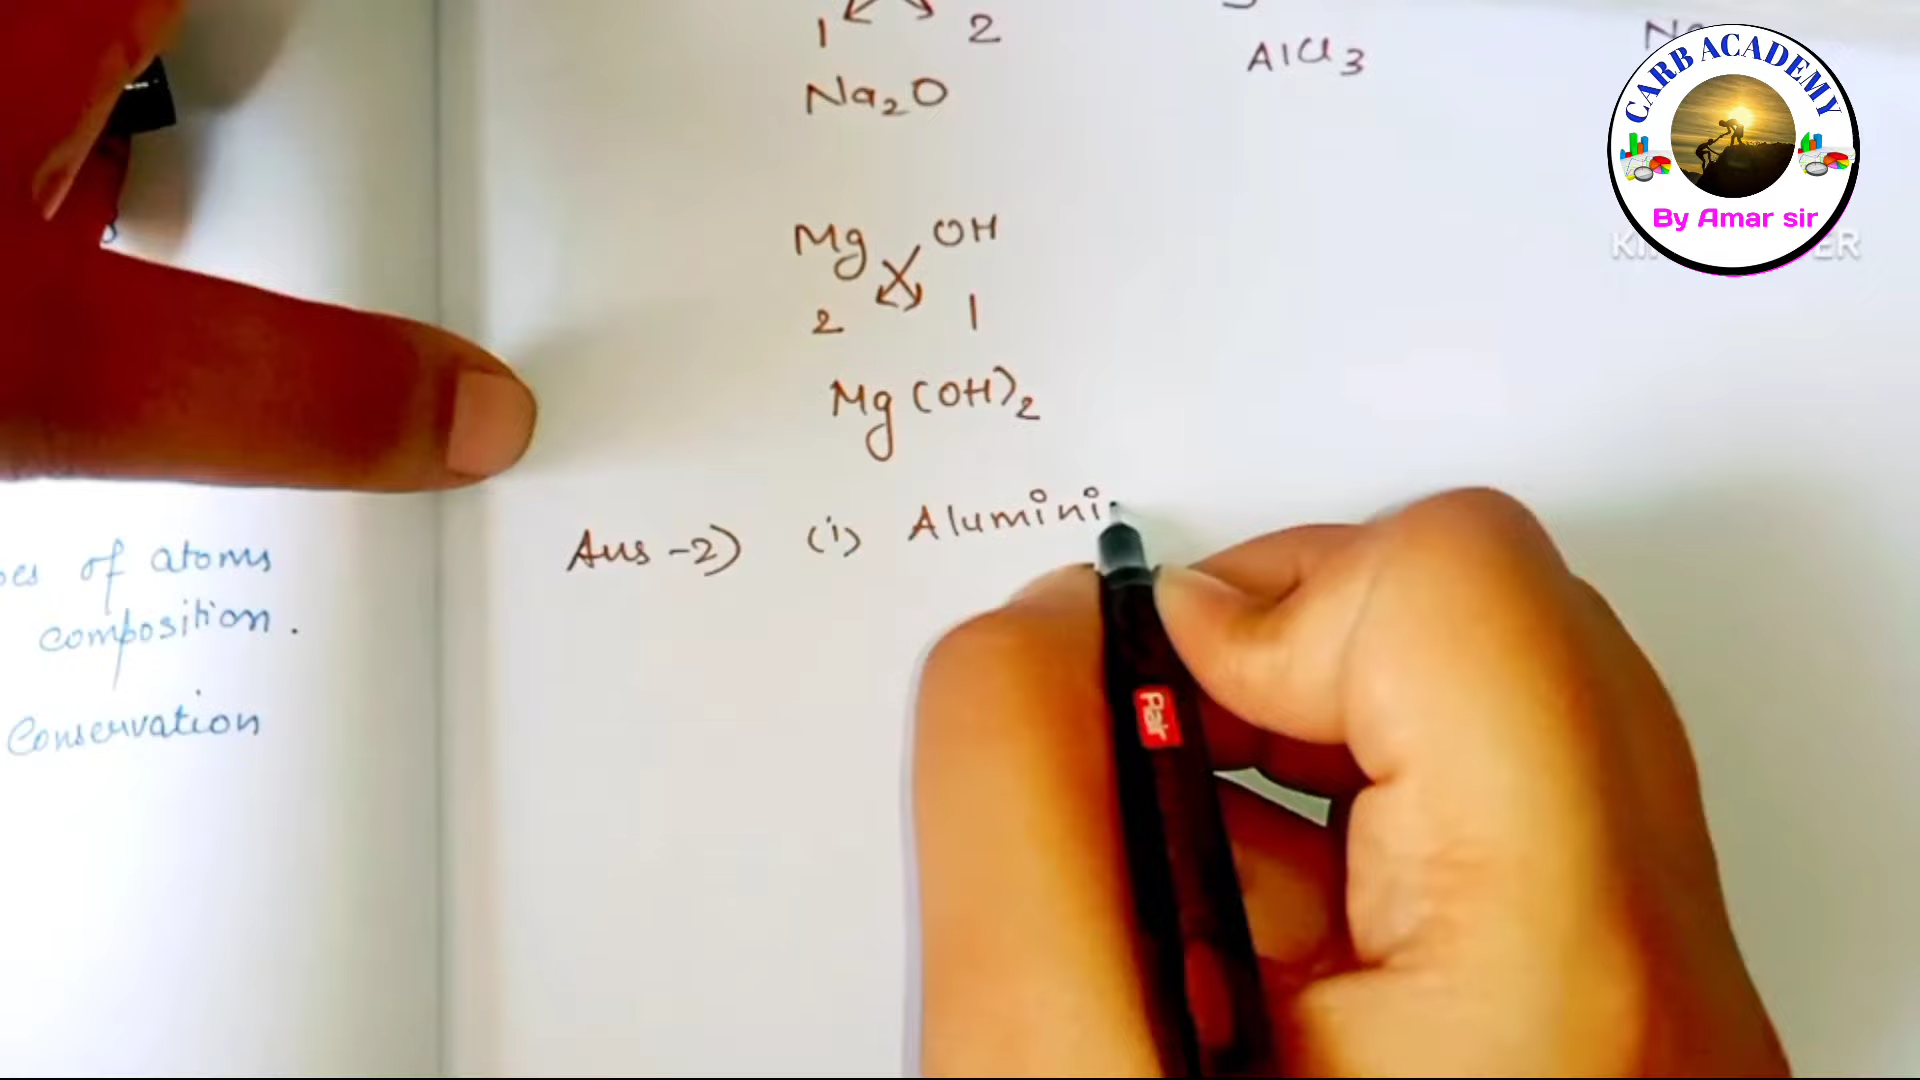 1 2
AlCl3
Na2O
Mg OH
2 1
Mg(OH)2
Ans-2) (i) Alumini
of atoms
composition.
Conservation
CARB ACADEMY
By Amar sir
Flair